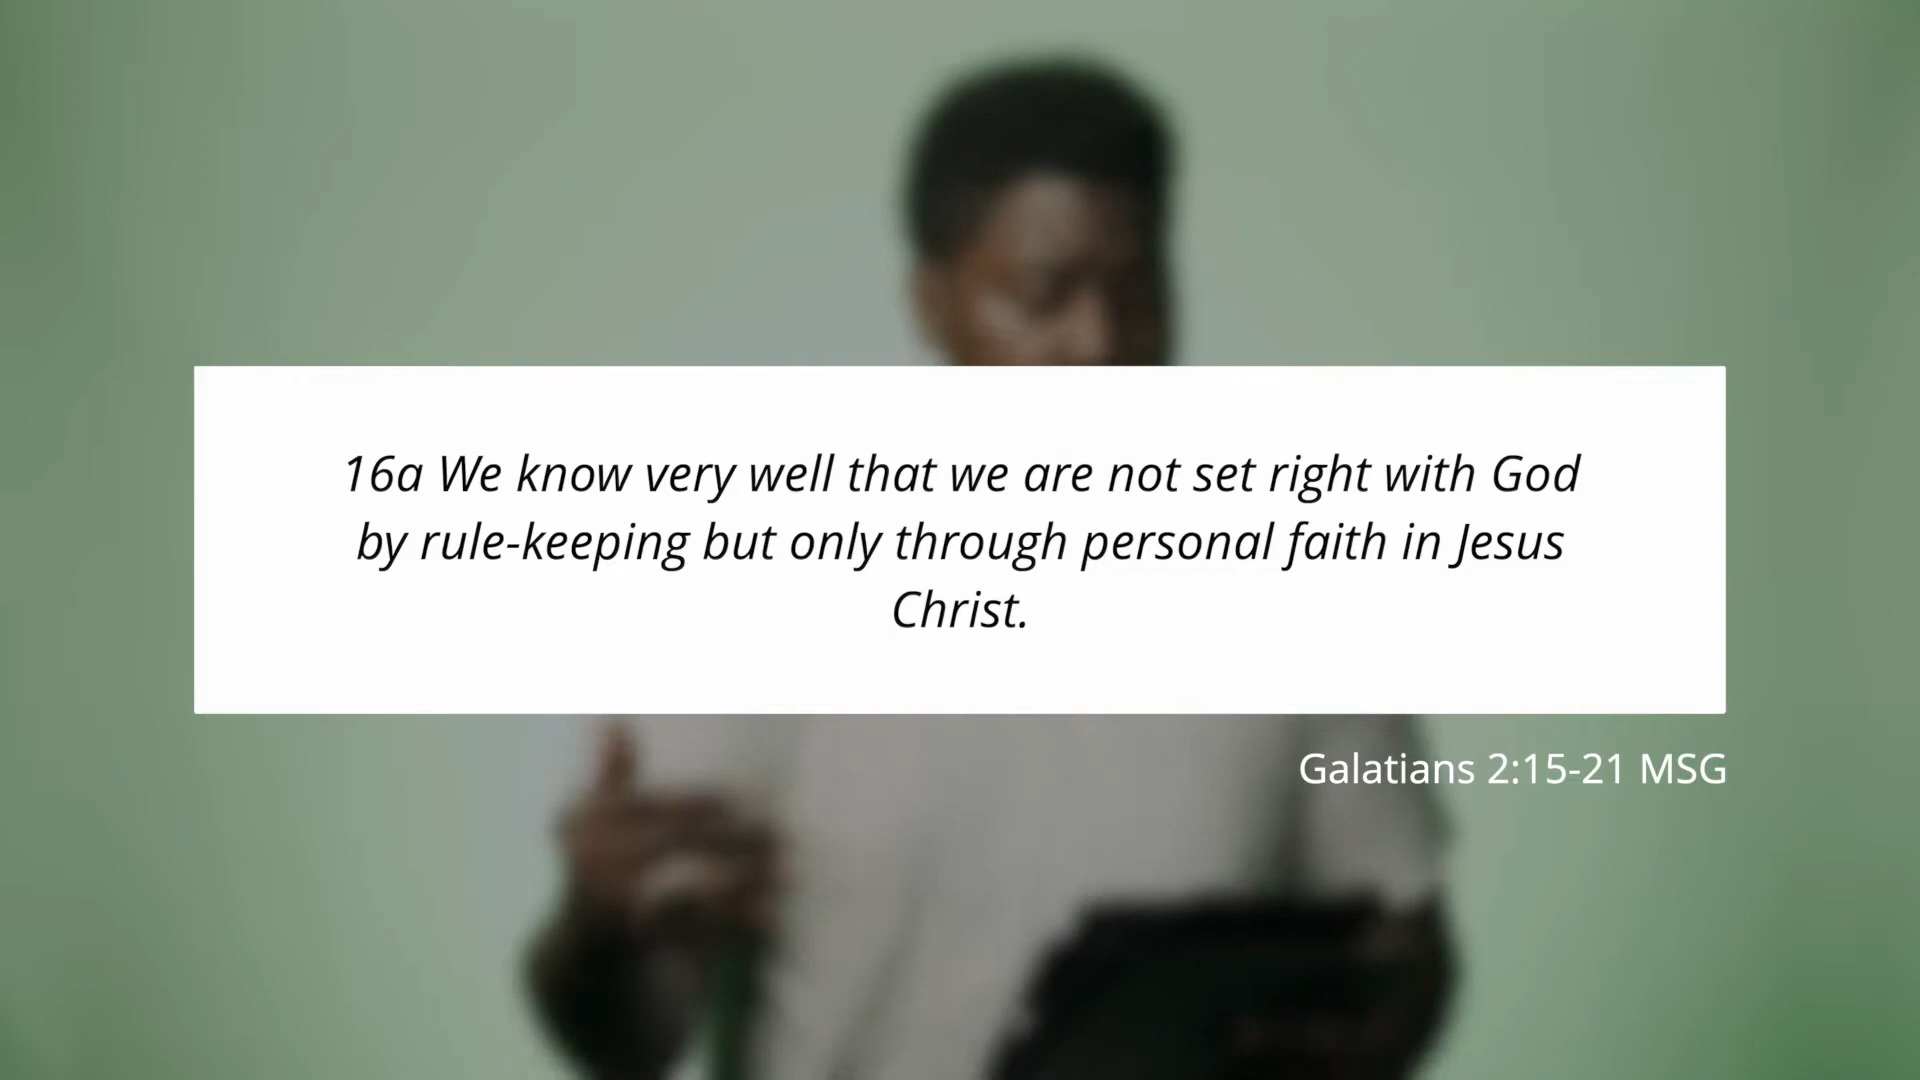 16a We know very well that we are not set right with God
by rule-keeping but only through personal faith in Jesus
Christ.
Galatians 2:15-21 MSG